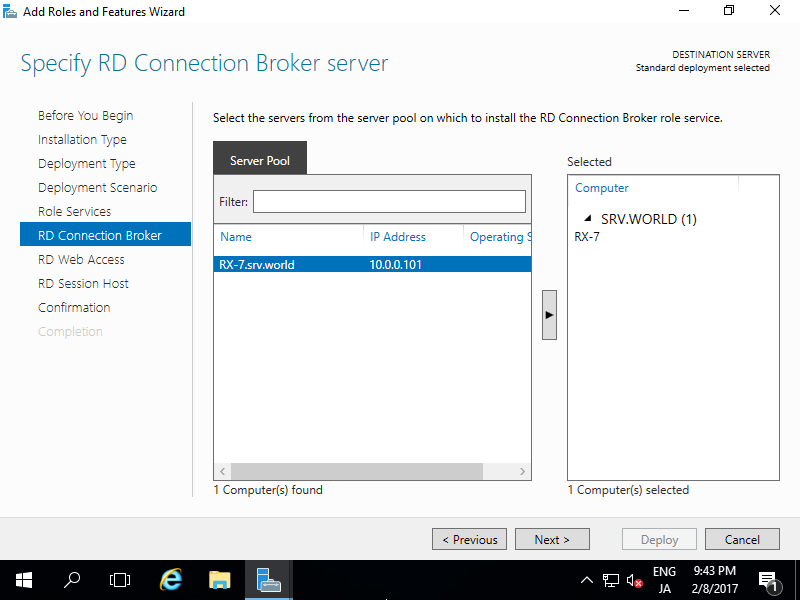 Add Roles and Features Wizard
Specify RD Connection Broker server
DESTINATION SERVER
Standard deployment selected
Before You Begin
Installation Type
Deployment Type
Deployment Scenario
Role Services
RD Connection Broker
RD Web Access
RD Session Host
Confirmation
Completion
Select the servers from the server pool on which to install the RD Connection Broker role service.
Server Pool
Filter:
Name IP Address Operating S
RX-7.srv.world 10.0.0.101
1 Computer(s) found
Selected
Computer
SRV.WORLD (1)
RX-7
1 Computer(s) selected
< Previous Next > Deploy Cancel
ENG
JA
9:43 PM
2/8/2017
1